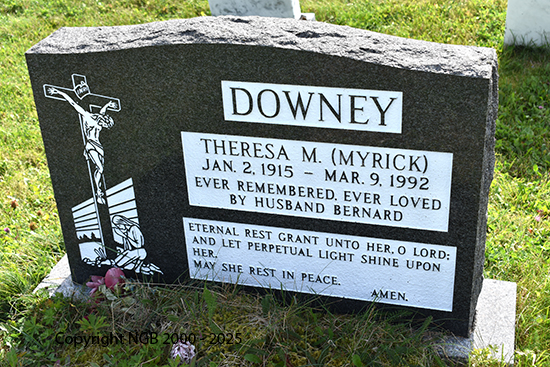 DOWNEY
THERESA M. (MYRICK)
JAN. 2, 1915 – MAR. 9, 1992
EVER REMEMBERED, EVER LOVED
BY HUSBAND BERNARD
ETERNAL REST GRANT UNTO HER, O LORD:
AND LET PERPETUAL LIGHT SHINE UPON
HER.
MAY SHE REST IN PEACE. AMEN.
Copyright NGB 2000 - 2025